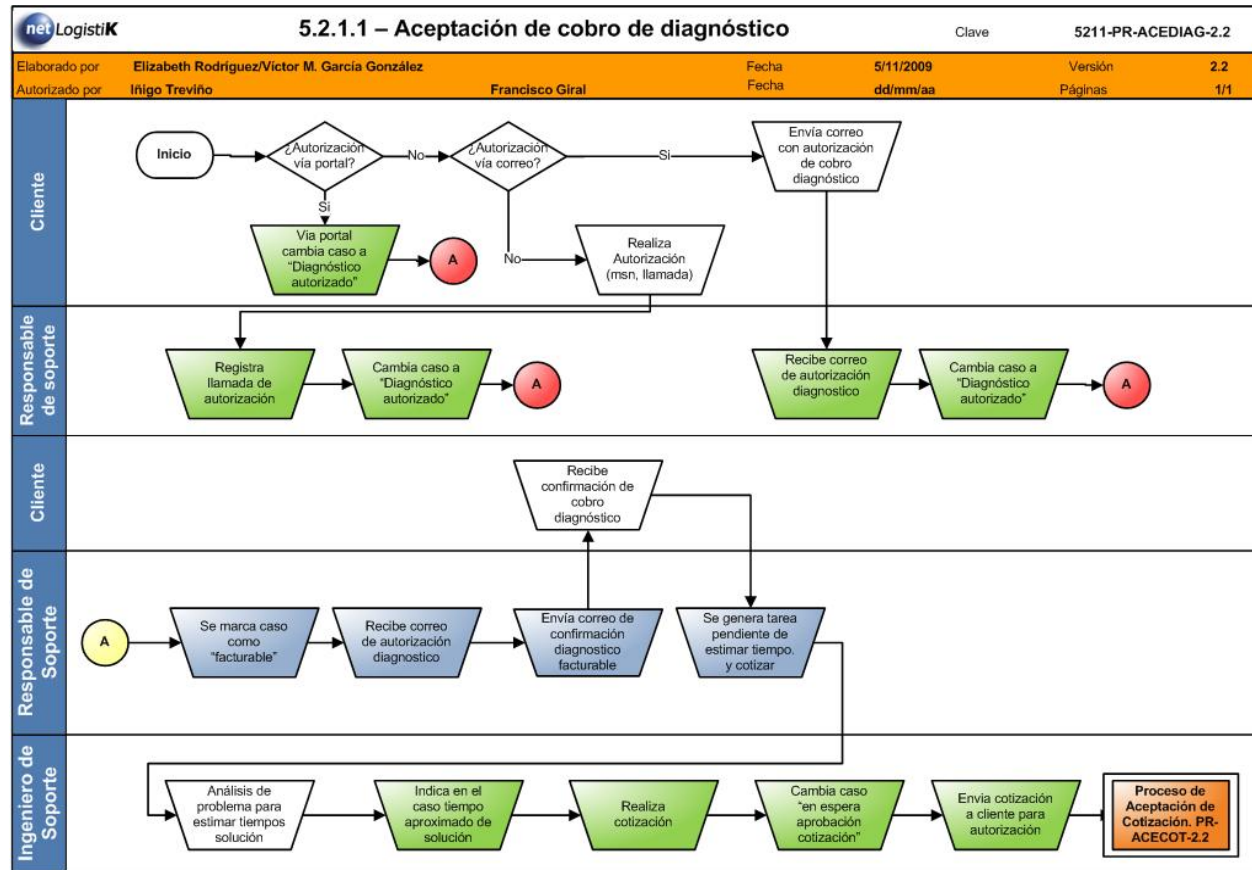 net LogistiK
5.2.1.1 – Aceptación de cobro de diagnóstico
Clave
5211-PR-ACEDIAG-2.2
Elaborado por
Elizabeth Rodríguez/Víctor M. García González
Fecha
5/11/2009
Versión
2.2
Autorizado por
Iñigo Treviño
Francisco Giral
Fecha
dd/mm/aa
Páginas
1/1
Cliente
Inicio
¿Autorización
vía portal?
No
¿Autorización
vía correo?
Si
Envía correo
con autorización
de cobro
diagnóstico
Si
Via portal
cambia caso a
“Diagnóstico
autorizado”
A
No
Realiza
Autorización
(msn, llamada)
Responsable
de soporte
Registra
llamada de
autorización
Cambia caso a
“Diagnóstico
autorizado”
A
Recibe correo
de autorización
diagnostico
Cambia caso a
“Diagnóstico
autorizado”
A
Cliente
Recibe
confirmación de
cobro
diagnóstico
Responsable de
Soporte
A
Se marca caso
como
“facturable”
Recibe correo
de autorización
diagnostico
Envía correo de
confirmación
diagnostico
facturable
Se genera tarea
pendiente de
estimar tiempo.
y cotizar
Ingeniero de
Soporte
Análisis de
problema para
estimar tiempos
solución
Indica en el
caso tiempo
aproximado de
solución
Realiza
cotización
Cambia caso
“en espera
aprobación
cotización”
Envia cotización
a cliente para
autorización
Proceso de
Aceptación de
Cotización. PR-
ACECOT-2.2